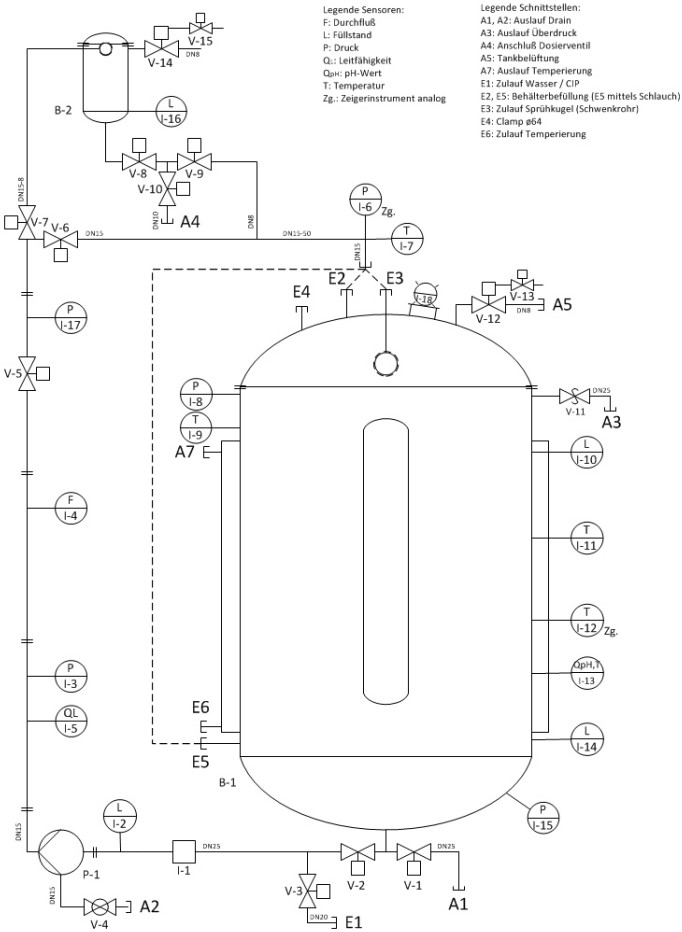 Legende Sensoren:
F: Durchfluß
L: Füllstand
P: Druck
QL: Leitfähigkeit
QpH: pH-Wert
T: Temperatur
Zg.: Zeigerinstrument analog
Legende Schnittstellen:
A1, A2: Auslauf Drain
A3: Auslauf Überdruck
A4: Anschluß Dosierventil
A5: Tankbelüftung
A7: Auslauf Temperierung
E1: Zulauf Wasser / CIP
E2, E5: Behälterbefüllung (E5 mittels Schlauch)
E3: Zulauf Sprühkugel (Schwenkrohr)
E4: Clamp ø64
E6: Zulauf Temperierung
V-15
V-14
DN8
B-2
L
I-16
V-8
V-9
V-10
DN10
A4
DN15-8
V-7
V-6
DN15
DN8
DN15-50
P
I-6
Zg.
T
I-7
DN15
E4
E2
E3
I-18
V-13
V-12
DN8
A5
P
I-17
V-5
P
I-8
T
I-9
A7
DN25
V-11
A3
L
I-10
F
I-4
T
I-11
T
I-12
Zg.
P
I-3
QpH,T
I-13
QL
I-5
E6
E5
L
I-14
B-1
P
I-15
L
I-2
DN15
P-1
I-1
DN25
V-2
V-1
DN25
A1
V-3
DN20
E1
DN15
V-4
A2